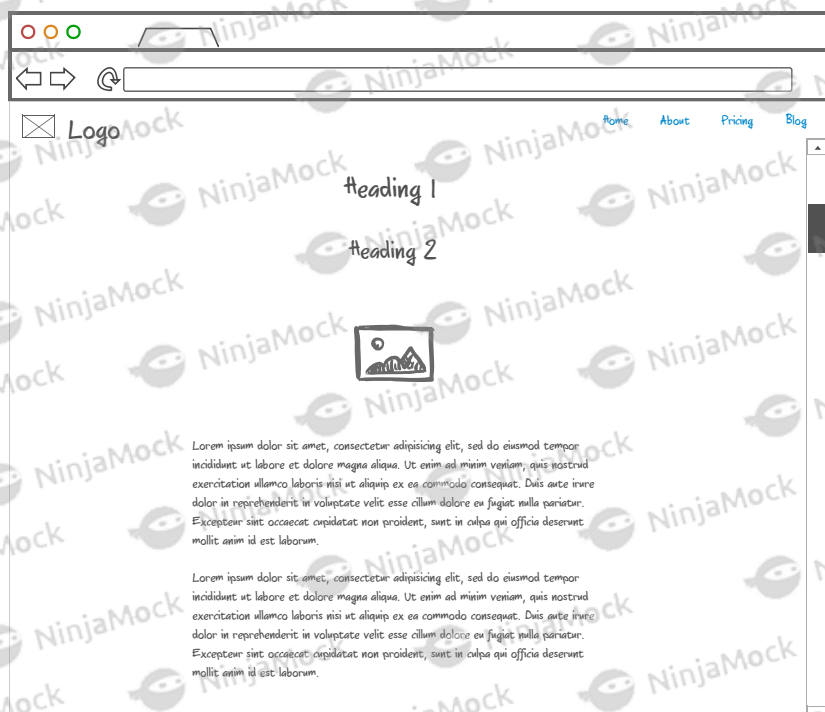 Logo
Home About Pricing Blog
Heading 1
Heading 2
Lorem ipsum dolor sit amet, consectetur adipisicing elit, sed do eiusmod tempor
incididunt ut labore et dolore magna aliqua. Ut enim ad minim veniam, quis nostrud
exercitation ullamco laboris nisi ut aliquip ex ea commodo consequat. Duis aute irure
dolor in reprehenderit in voluptate velit esse cillum dolore eu fugiat nulla pariatur.
Excepteur sint occaecat cupidatat non proident, sunt in culpa qui officia deserunt
mollit anim id est laborum.
Lorem ipsum dolor sit amet, consectetur adipisicing elit, sed do eiusmod tempor
incididunt ut labore et dolore magna aliqua. Ut enim ad minim veniam, quis nostrud
exercitation ullamco laboris nisi ut aliquip ex ea commodo consequat. Duis aute irure
dolor in reprehenderit in voluptate velit esse cillum dolore eu fugiat nulla pariatur.
Excepteur sint occaecat cupidatat non proident, sunt in culpa qui officia deserunt
mollit anim id est laborum.
NinjaMock